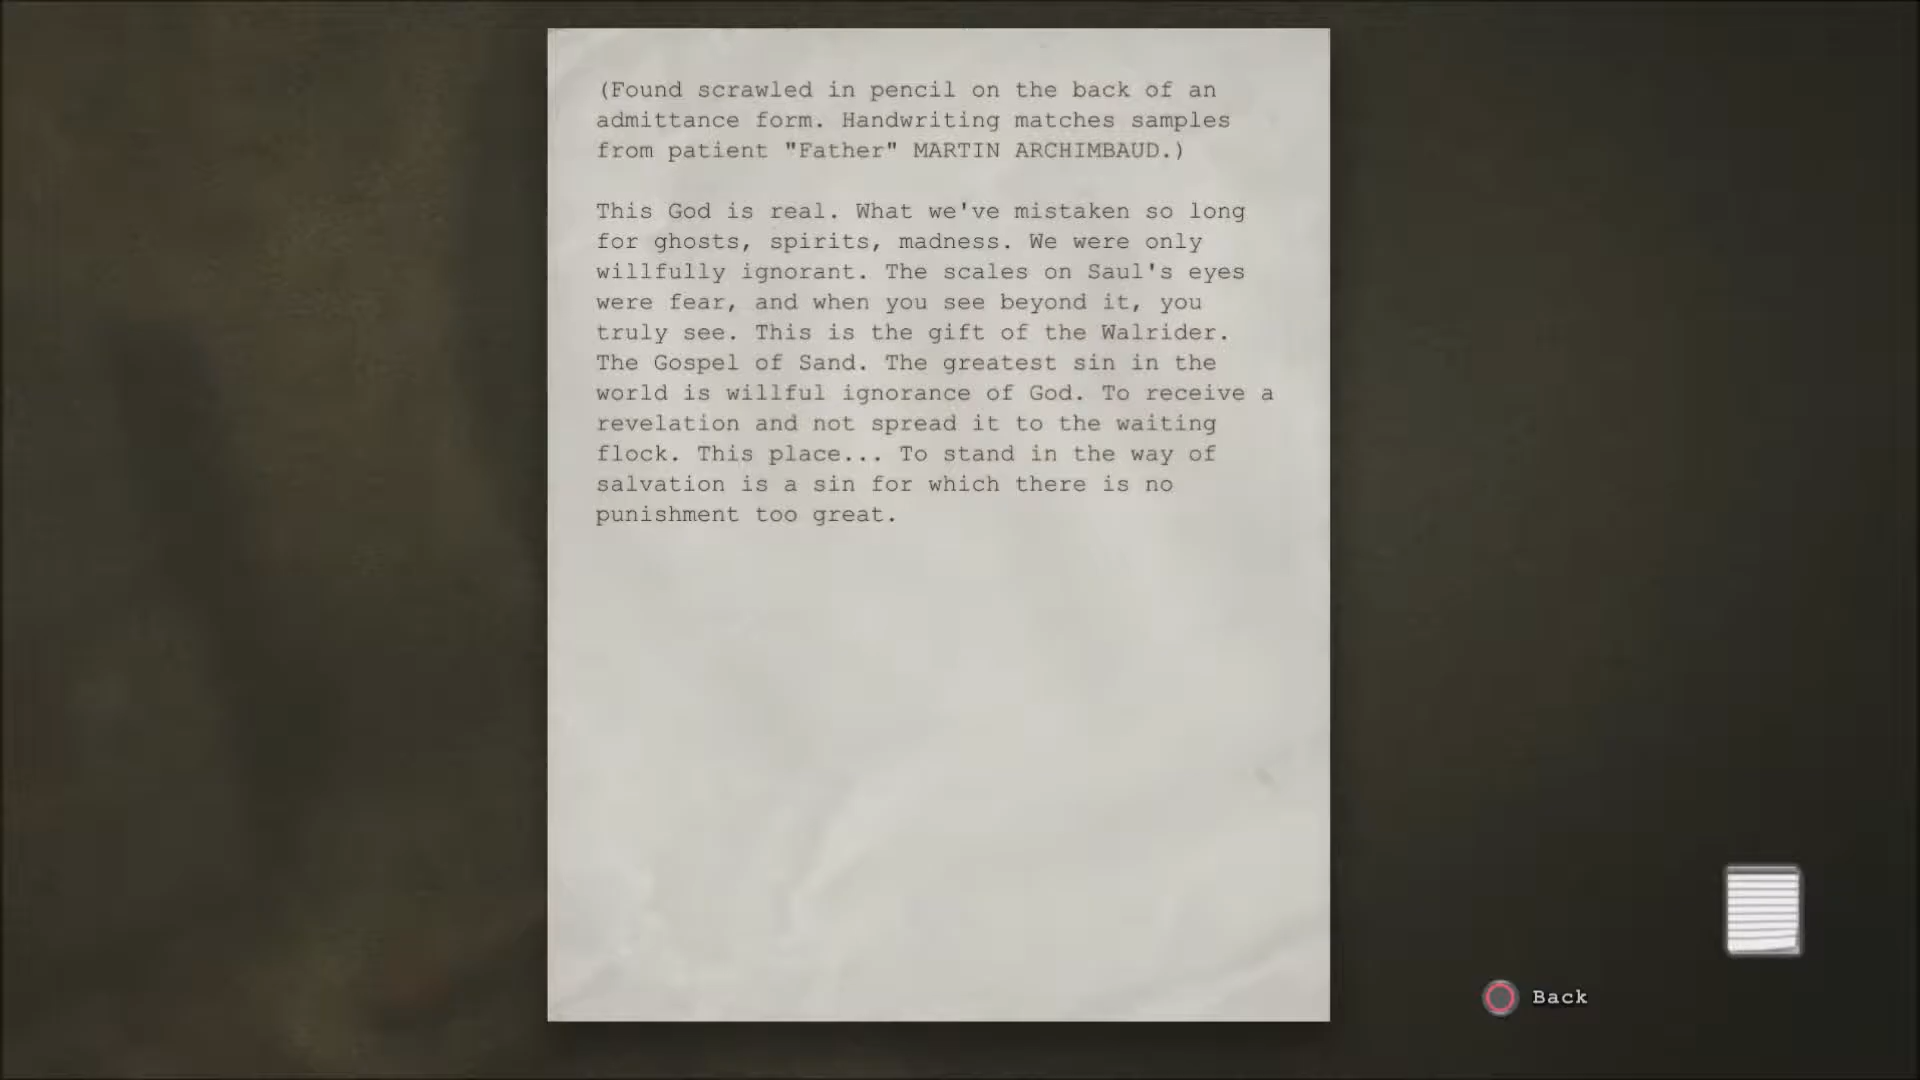 (Found scrawled in pencil on the back of an
admittance form. Handwriting matches samples
from patient "Father" MARTIN ARCHIMBAUD.)
This God is real. What we've mistaken so long
for ghosts, spirits, madness. We were only
willfully ignorant. The scales on Saul's eyes
were fear, and when you see beyond it, you
truly see. This is the gift of the Walrider.
The Gospel of Sand. The greatest sin in the
world is willful ignorance of God. To receive a
revelation and not spread it to the waiting
flock. This place... To stand in the way of
salvation is a sin for which there is no
punishment too great.
Back